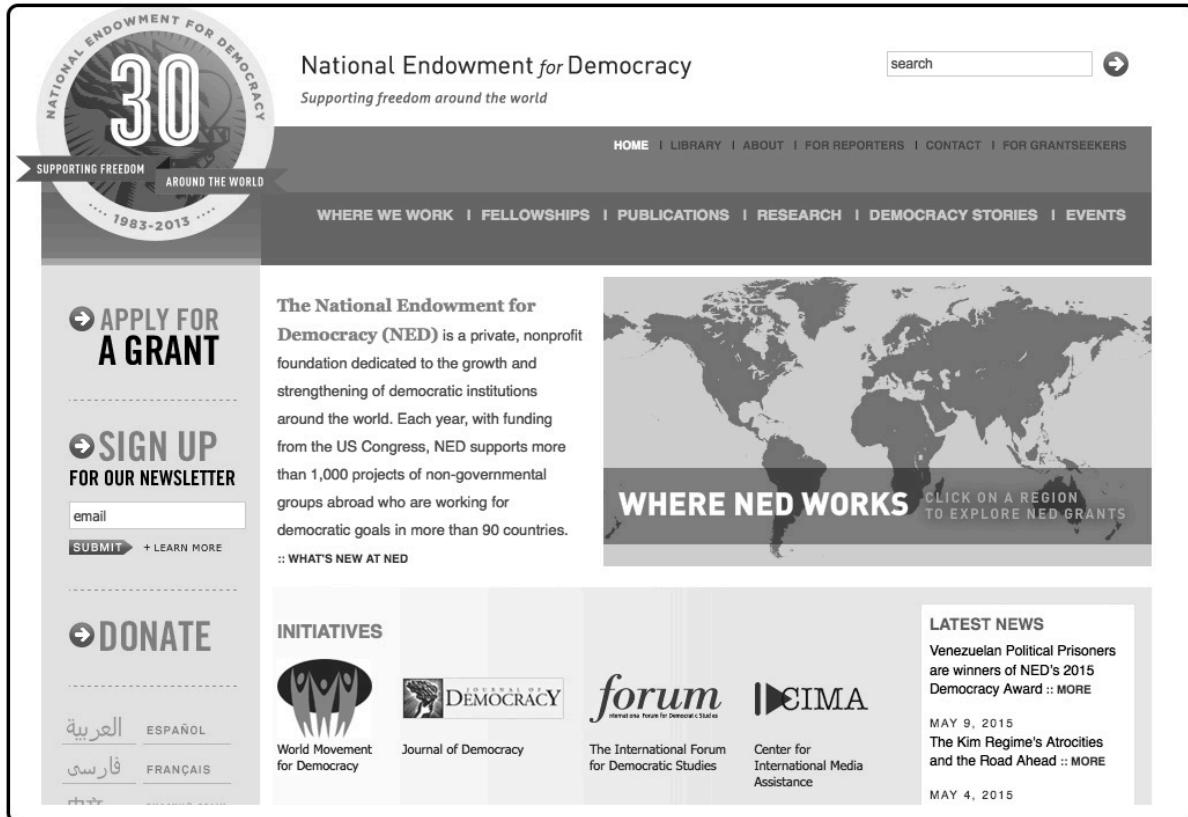 NATIONAL ENDOWMENT FOR DEMOCRACY
30
SUPPORTING FREEDOM
AROUND THE WORLD
1983-2013
National Endowment for Democracy
Supporting freedom around the world
search
HOME | LIBRARY | ABOUT | FOR REPORTERS | CONTACT | FOR GRANTSEEKERS
WHERE WE WORK | FELLOWSHIPS | PUBLICATIONS | RESEARCH | DEMOCRACY STORIES | EVENTS
APPLY FOR
A GRANT
SIGN UP
FOR OUR NEWSLETTER
email
SUBMIT + LEARN MORE
DONATE
العربية ESPAÑOL
فارسی FRANÇAIS
中文
The National Endowment for
Democracy (NED) is a private, nonprofit
foundation dedicated to the growth and
strengthening of democratic institutions
around the world. Each year, with funding
from the US Congress, NED supports more
than 1,000 projects of non-governmental
groups abroad who are working for
democratic goals in more than 90 countries.
:: WHAT'S NEW AT NED
WHERE NED WORKS
CLICK ON A REGION
TO EXPLORE NED GRANTS
INITIATIVES
World Movement
for Democracy
JOURNAL OF
DEMOCRACY
Journal of Democracy
forum
International Forum for Democratic Studies
The International Forum
for Democratic Studies
CIMA
Center for
International Media
Assistance
LATEST NEWS
Venezuelan Political Prisoners
are winners of NED's 2015
Democracy Award :: MORE
MAY 9, 2015
The Kim Regime's Atrocities
and the Road Ahead :: MORE
MAY 4, 2015